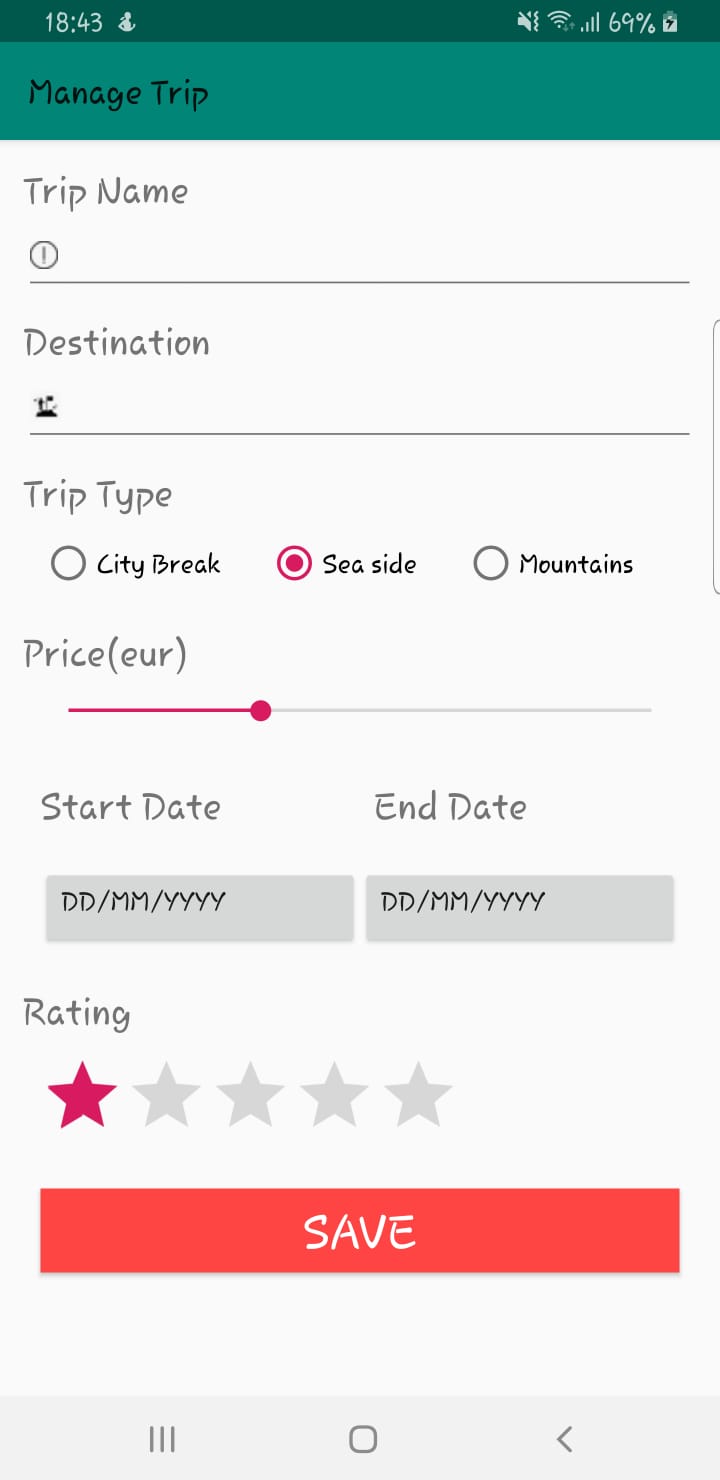 18:43 69%
Manage Trip
Trip Name
Destination
Trip Type
City Break Sea side Mountains
Price(eur)
Start Date End Date
DD/MM/YYYY DD/MM/YYYY
Rating
SAVE